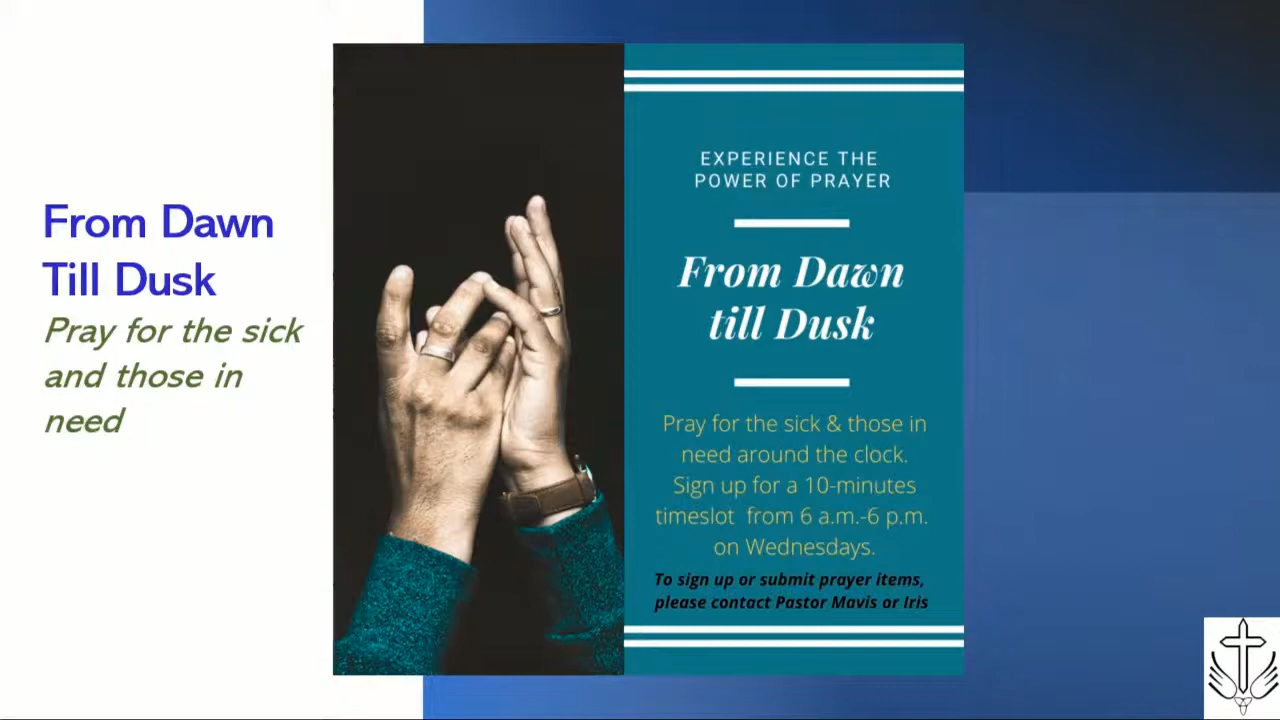 From Dawn
Till Dusk
Pray for the sick
and those in
need
EXPERIENCE THE
POWER OF PRAYER
From Dawn
till Dusk
Pray for the sick & those in
need around the clock.
Sign up for a 10-minutes
timeslot from 6 a.m.-6 p.m.
on Wednesdays.
To sign up or submit prayer items,
please contact Pastor Mavis or Iris